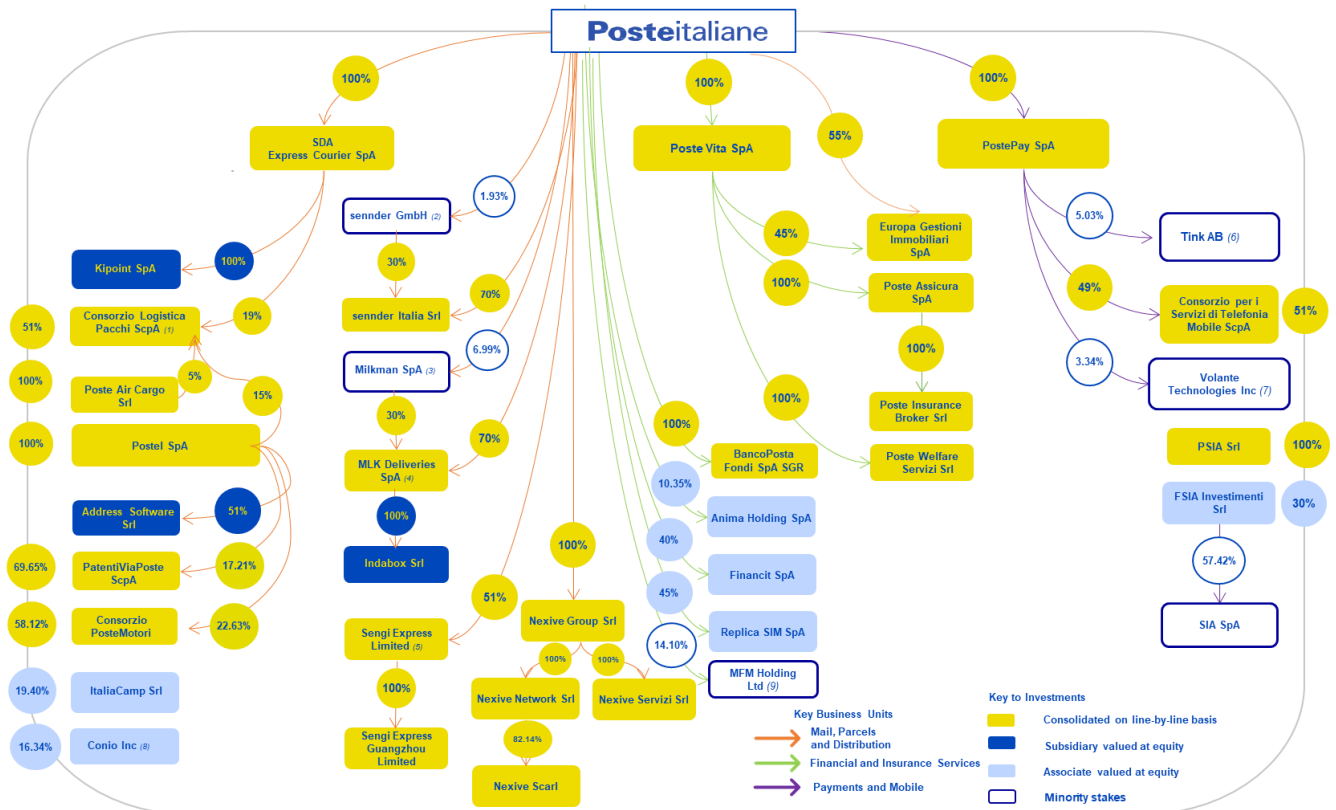 Posteitaliane
100%
SDA
Express Courier SpA
100%
Kipoint SpA
51%
Consorzio Logistica
Pacchi ScpA (1)
19%
100%
Poste Air Cargo
Srl
5%
15%
100%
Postel SpA
Address Software
Srl
51%
69.65%
PatentiViaPoste
ScpA
17.21%
58.12%
Consorzio
PosteMotori
22.63%
19.40%
ItaliaCamp Srl
16.34%
Conio Inc (8)
1.93%
sennder GmbH (2)
30%
70%
sennder Italia Srl
6.99%
Milkman SpA (3)
30%
70%
MLK Deliveries
SpA (4)
100%
Indabox Srl
51%
Sengi Express
Limited (5)
100%
Sengi Express
Guangzhou
Limited
100%
Nexive Group Srl
100%
100%
Nexive Network Srl
Nexive Servizi Srl
82.14%
Nexive Scarl
100%
BancoPosta
Fondi SpA SGR
10.35%
Anima Holding SpA
40%
Financit SpA
45%
Replica SIM SpA
14.10%
MFM Holding
Ltd (9)
100%
Poste Vita SpA
55%
45%
Europa Gestioni
Immobiliari
SpA
100%
Poste Assicura
SpA
100%
Poste Insurance
Broker Srl
100%
Poste Welfare
Servizi Srl
100%
PostePay SpA
5.03%
Tink AB (6)
49%
Consorzio per i
Servizi di Telefonia
Mobile ScpA
51%
3.34%
Volante
Technologies Inc (7)
PSIA Srl
100%
FSIA Investimenti
Srl
30%
57.42%
SIA SpA
Key Business Units
Mail, Parcels
and Distribution
Financial and Insurance Services
Payments and Mobile
Key to Investments
Consolidated on line-by-line basis
Subsidiary valued at equity
Associate valued at equity
Minority stakes